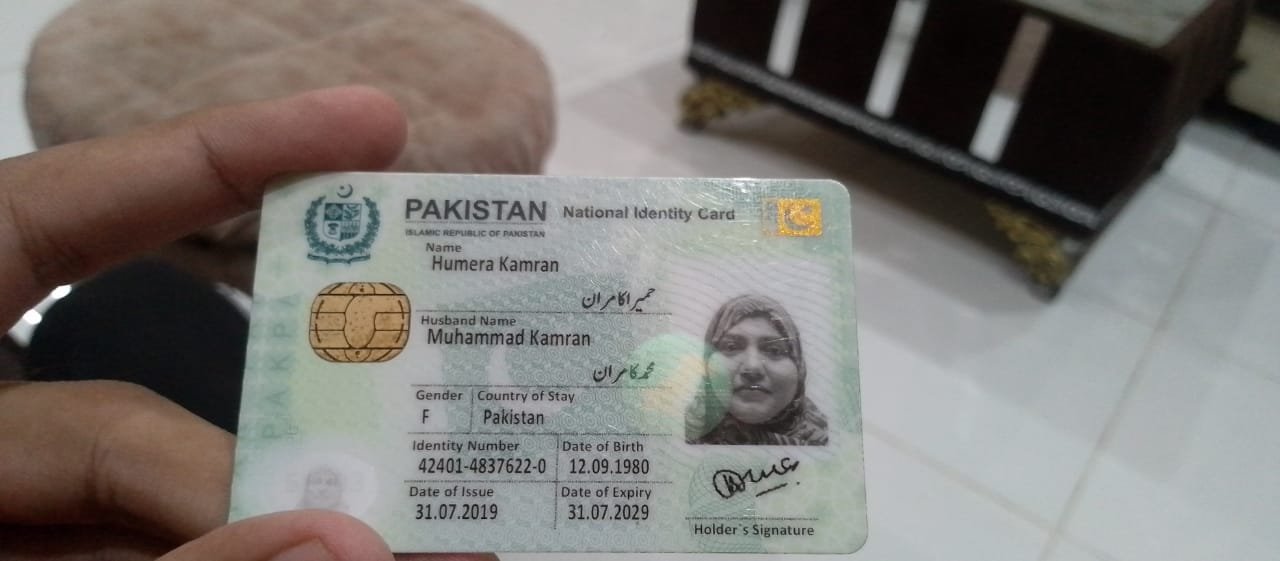 PAKISTAN National Identity Card
ISLAMIC REPUBLIC OF PAKISTAN
Name
Humera Kamran
حمیرا کامران
Husband Name
Muhammad Kamran
محمد کامران
Gender Country of Stay
F Pakistan
Identity Number Date of Birth
42401-4837622-0 12.09.1980
Date of Issue Date of Expiry
31.07.2019 31.07.2029
Holder`s Signature